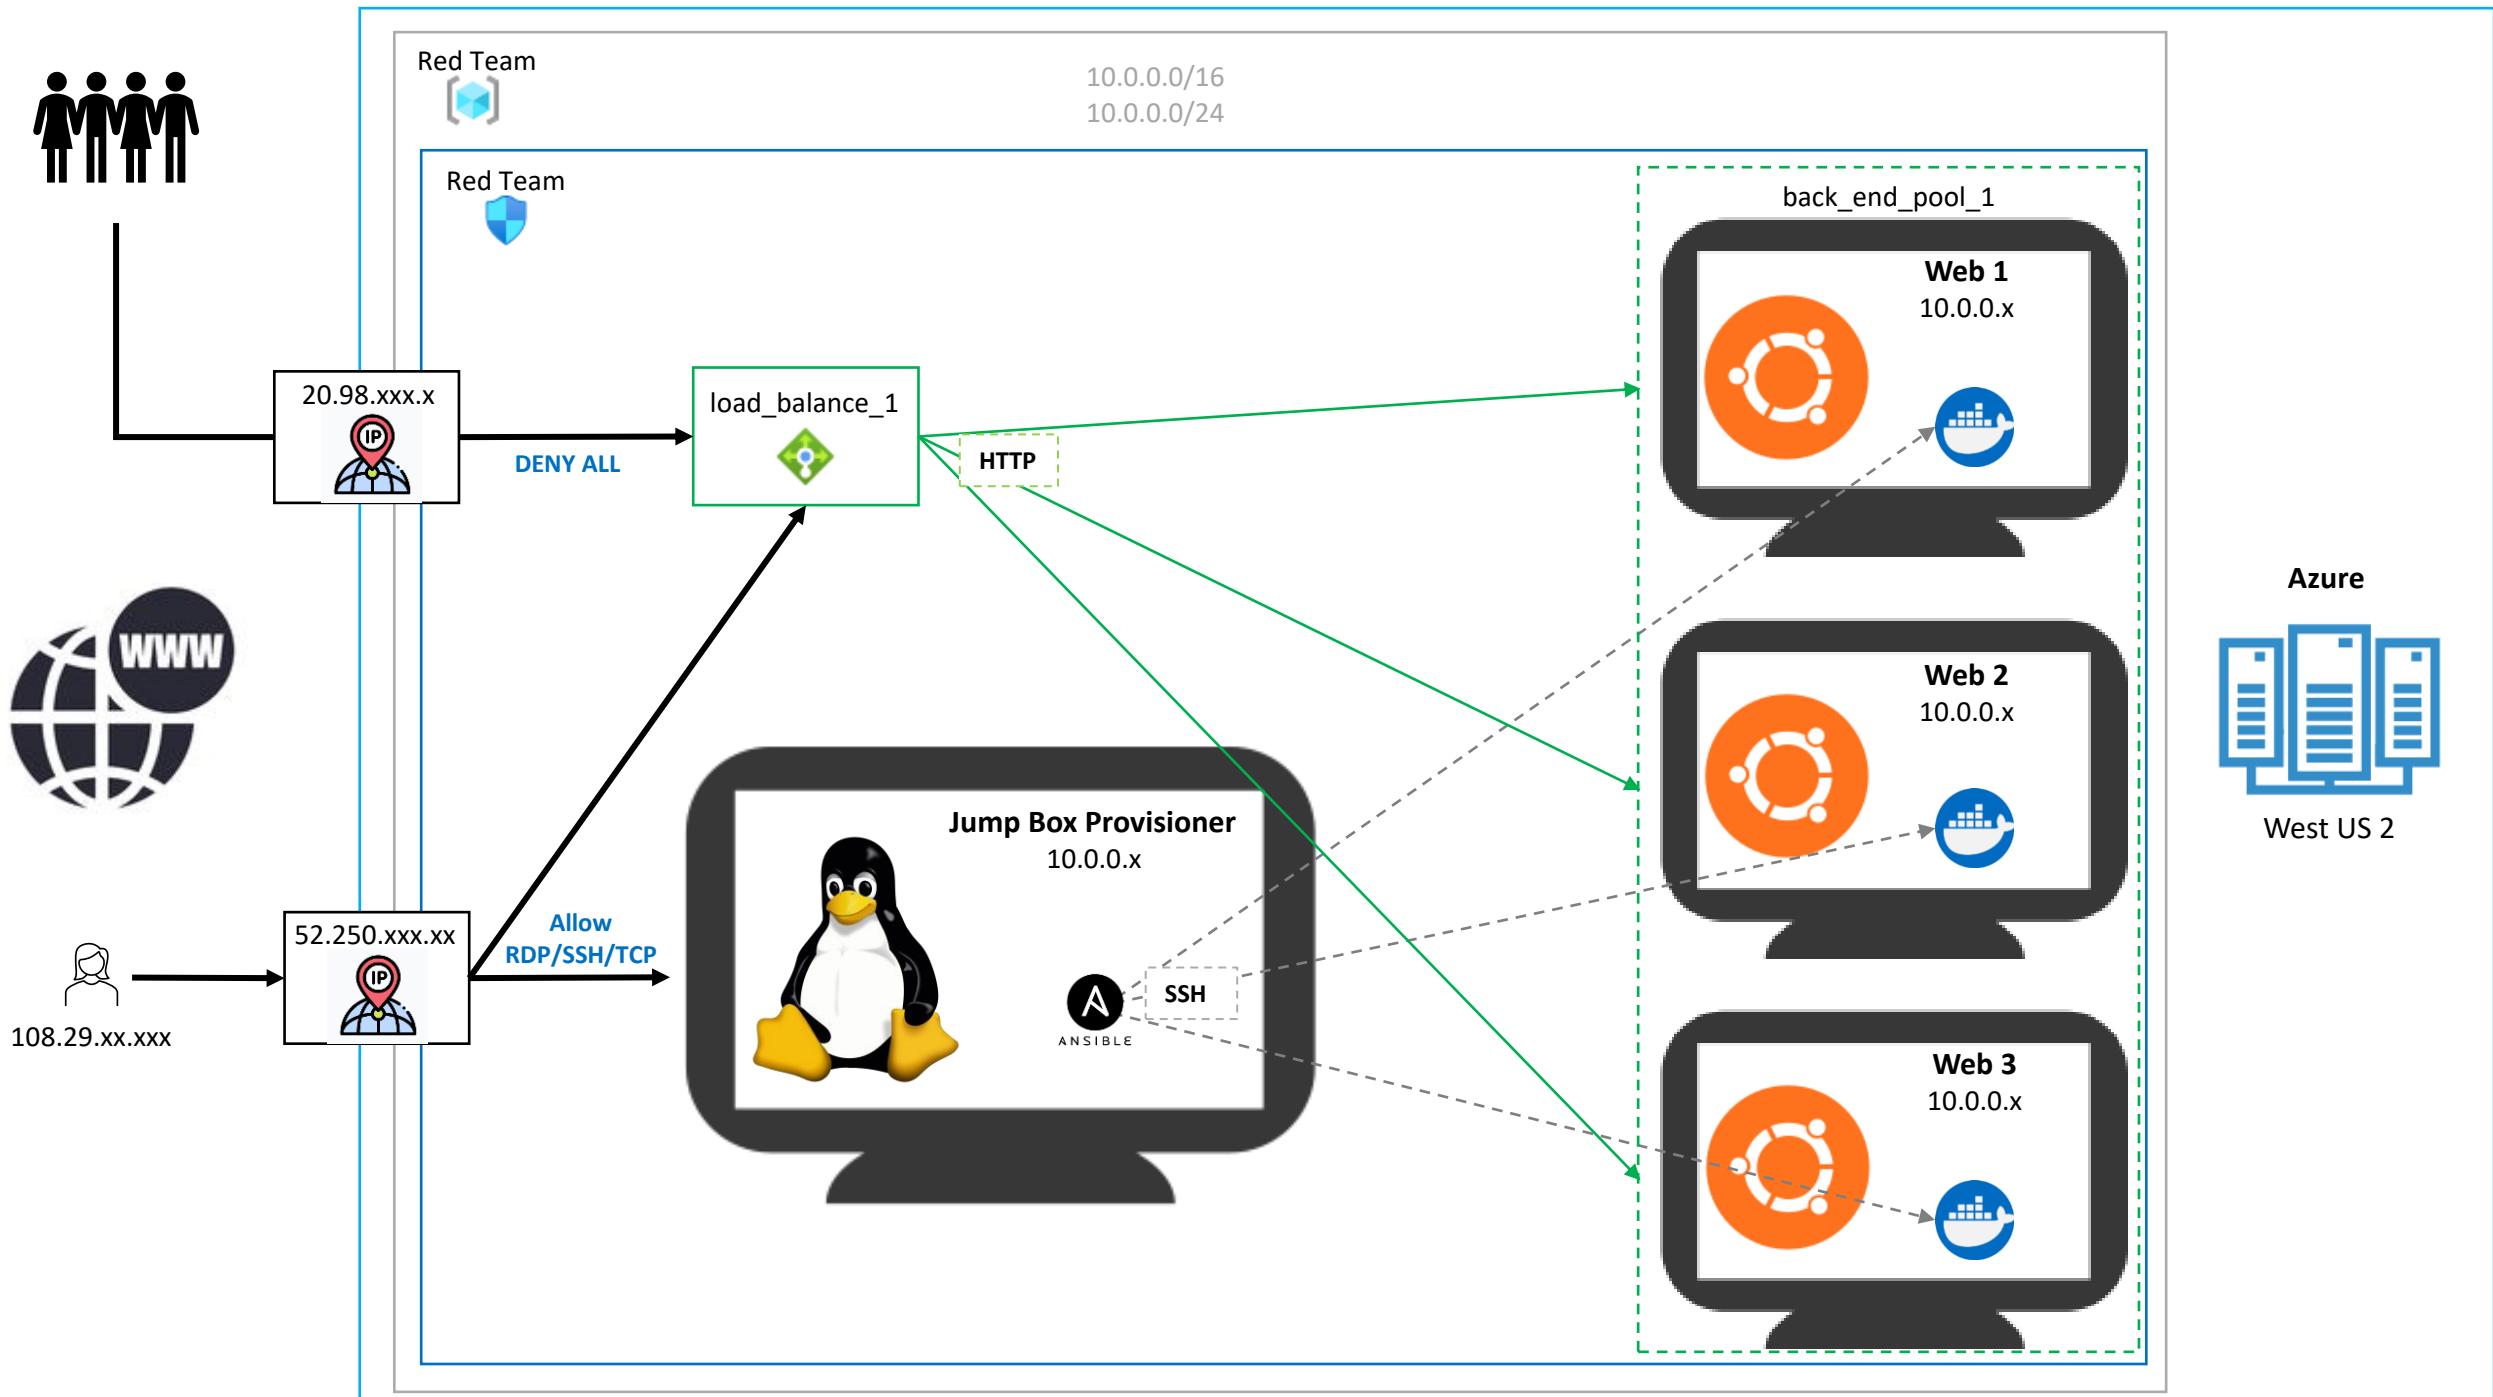 Red Team
10.0.0.0/16
10.0.0.0/24
Red Team
back_end_pool_1
Web 1
10.0.0.x
20.98.xxx.x
IP
DENY ALL
load_balance_1
HTTP
WWW
Azure
West US 2
Web 2
10.0.0.x
Jump Box Provisioner
10.0.0.x
52.250.xxx.xx
IP
Allow
RDP/SSH/TCP
108.29.xx.xxx
A
ANSIBLE
SSH
Web 3
10.0.0.x